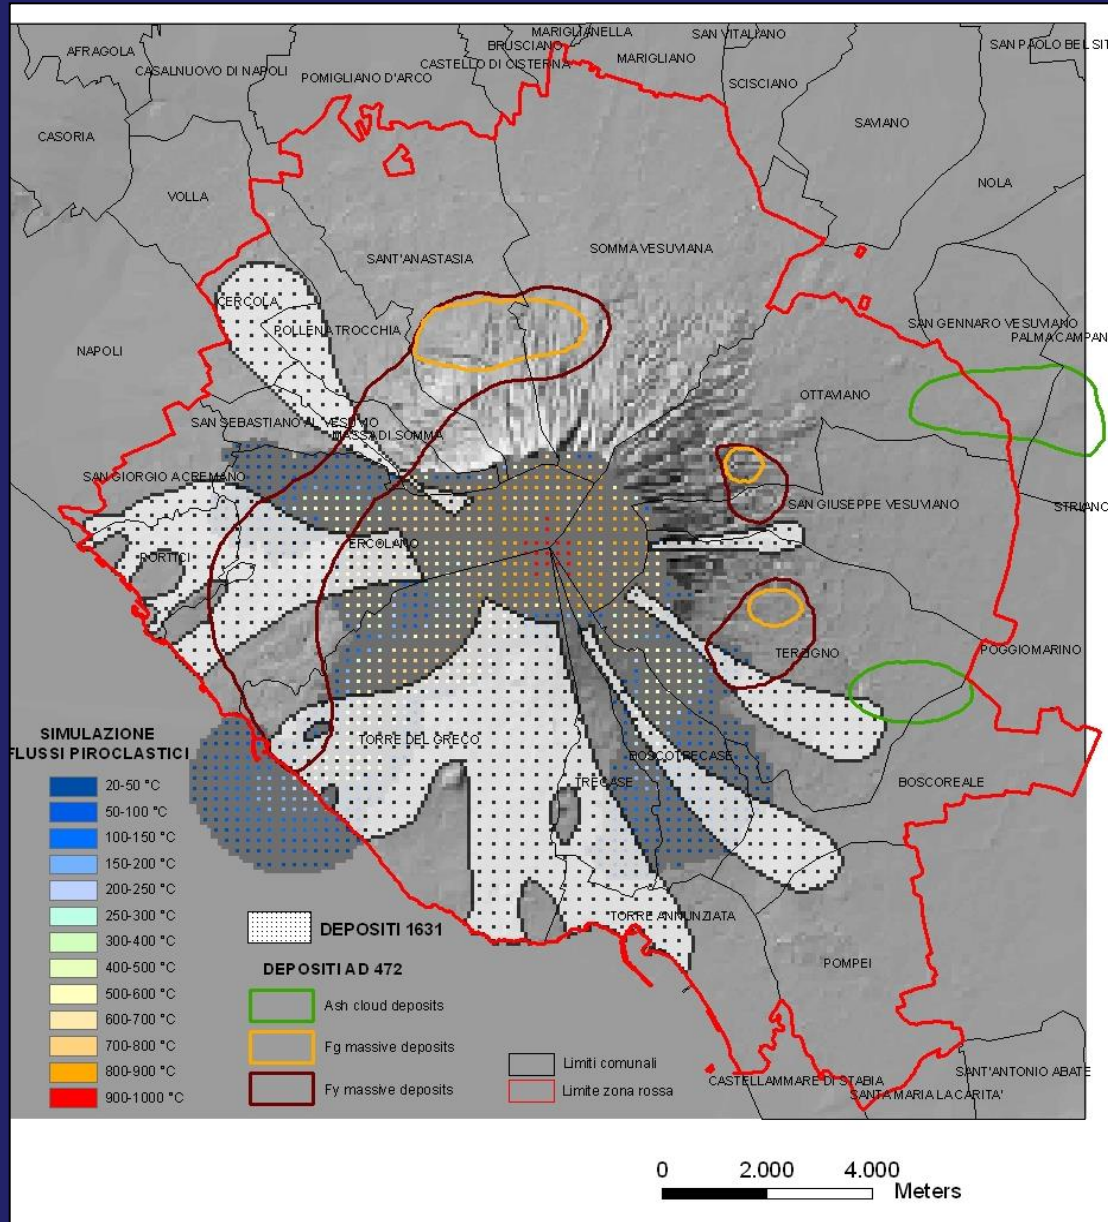 MARIGLIANELLA
SAN VITALIANO
AFRAGOLA
BRUSCIANO
SAN PAOLO BEL SIT
CASALNUOVO DI NAPOLI
CASTELLO DI CISTERNA
MARIGLIANO
POMIGLIANO D'ARCO
SCISCIANO
CASORIA
SAVIANO
VOLLA
NOLA
SOMMA VESUVIANA
SANT'ANASTASIA
CERCOLA
POLLENA TROCCHIA
SAN GENNARO VESUVIANO
PALMA CAMPAN
NAPOLI
OTTAVIANO
SAN SEBASTIANO AL VESUVIO
MASSA DI SOMMA
SAN GIORGIO A CREMANO
SAN GIUSEPPE VESUVIANO
STRIANO
PORTICI
ERCOLANO
TERZIGNO
POGGIOMARINO
TORRE DEL GRECO
BOSCOTRECASE
TRECASE
BOSCOREALE
TORRE ANNUNZIATA
POMPEI
SANT'ANTONIO ABATE
CASTELLAMMARE DI STABIA
SANTA MARIA LA CARITA'
SIMULAZIONE
FLUSSI PIROCLASTICI
20-50 °C
50-100 °C
100-150 °C
150-200 °C
200-250 °C
250-300 °C
300-400 °C
400-500 °C
500-600 °C
600-700 °C
700-800 °C
800-900 °C
900-1000 °C
DEPOSITI 1631
DEPOSITI AD 472
Ash cloud deposits
Fg massive deposits
Fy massive deposits
Limiti comunali
Limite zona rossa
0 2.000 4.000
Meters